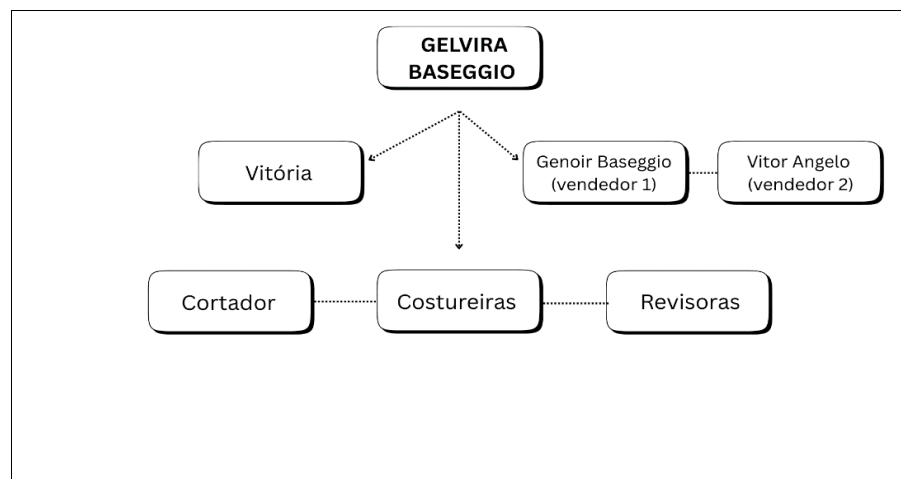 GELVIRA
BASEGGIO
Vitória
Genoir Baseggio
(vendedor 1)
Vitor Angelo
(vendedor 2)
Cortador
Costureiras
Revisoras